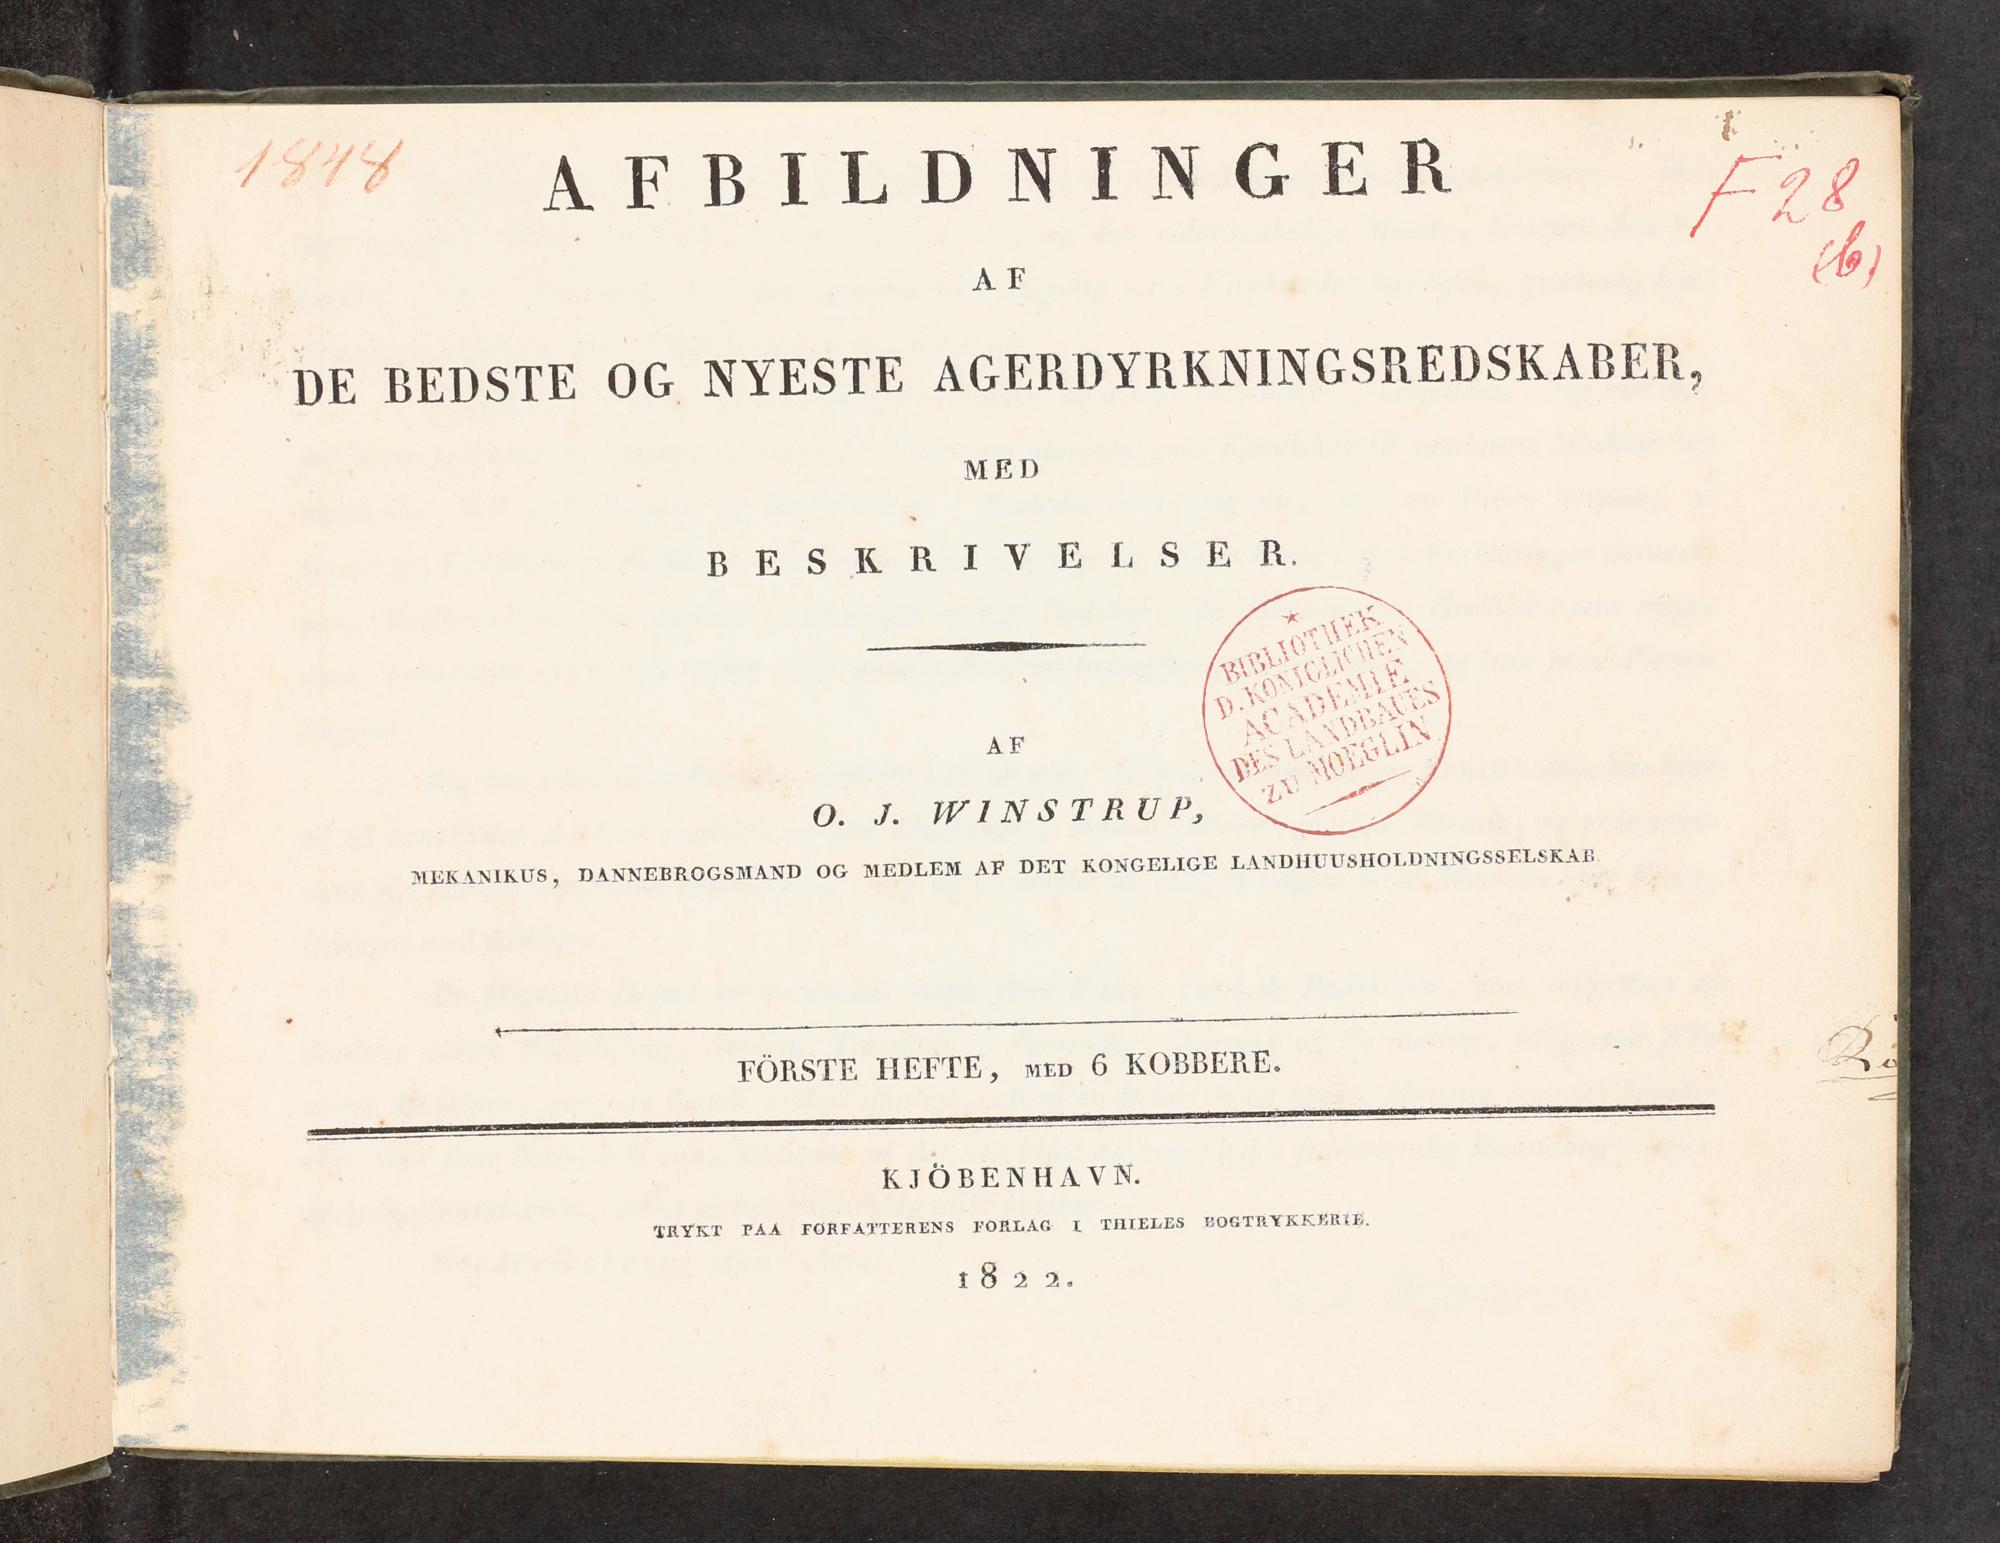 1848
F 28
(b)
AFBILDNINGER
AF
DE BEDSTE OG NYESTE AGERDYRKNINGSREDSKABER,
MED
BESKRIVELSER.
BIBLIOTHEK
D. KONIGLICHEN
ACADEMIE
DES LANDBAUES
ZU MOEGLIN
AF
O. J. WINSTRUP,
MEKANIKUS, DANNEBROGSMAND OG MEDLEM AF DET KONGELIGE LANDHUUSHOLDNINGSSELSKAB.
FÖRSTE HEFTE, MED 6 KOBBERE.
KJÖBENHAVN.
TRYKT PAA FORFATTERENS FORLAG I THIELES BOGTRYKKERIE.
1822.